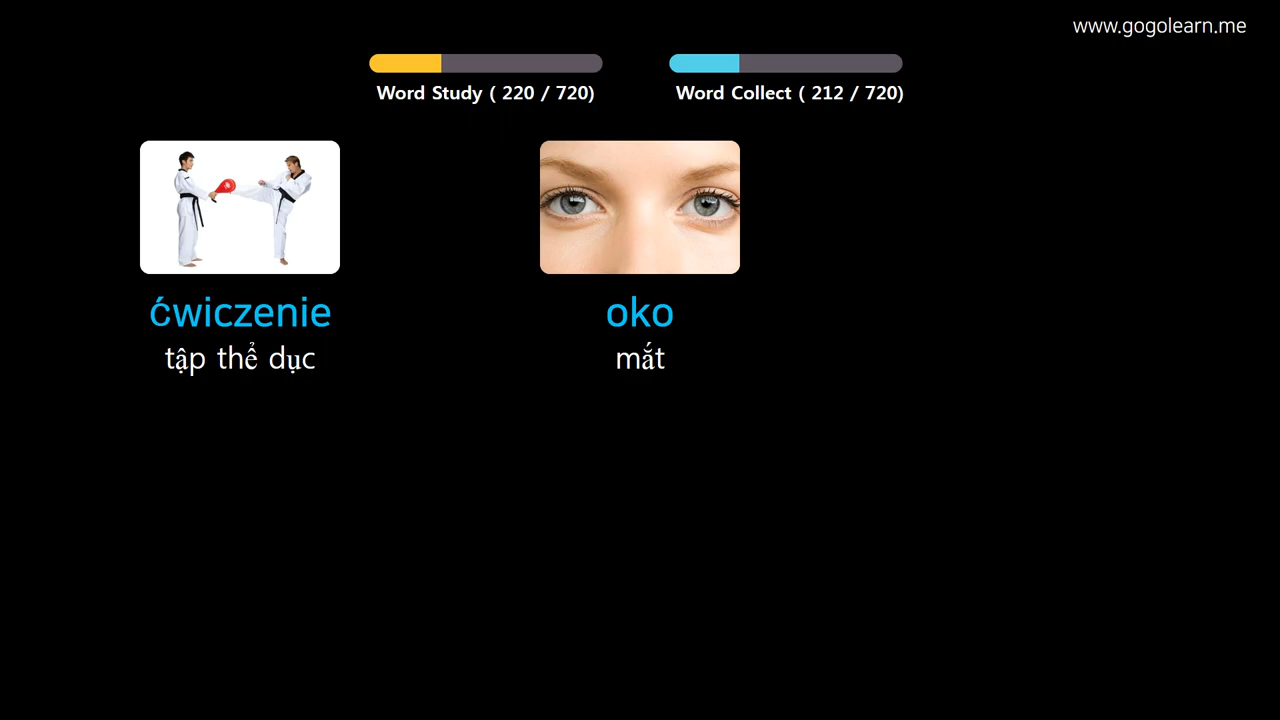 www.gogolearn.me
Word Study ( 220 / 720)
Word Collect ( 212 / 720)
ćwiczenie
tập thể dục
oko
mắt